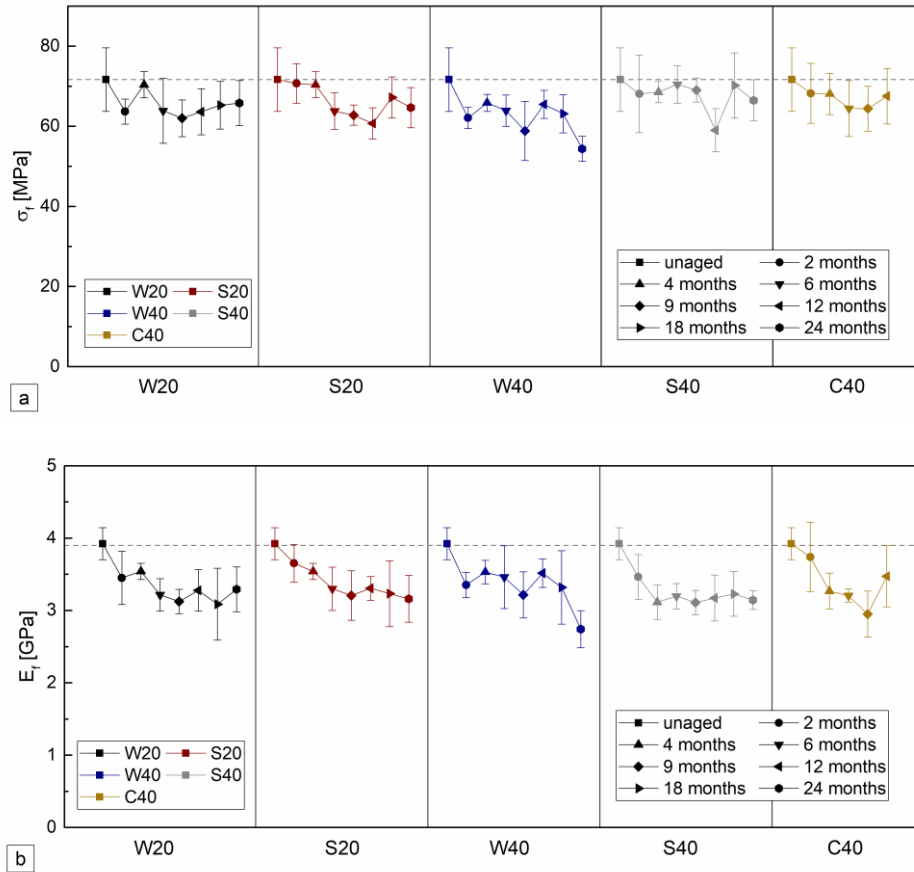 80
60
40
20
0
σf [MPa]
W20 S20
W40 S40
C40
unaged 2 months
4 months 6 months
9 months 12 months
18 months 24 months
W20 S20 W40 S40 C40
a
5
4
3
2
1
0
Ef [GPa]
W20 S20
W40 S40
C40
unaged 2 months
4 months 6 months
9 months 12 months
18 months 24 months
W20 S20 W40 S40 C40
b